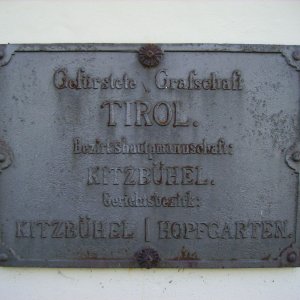 Gefürstete Grafschaft
TIROL.
Bezirkshauptmannschaft:
KITZBÜHEL.
Gerichtsbezirk:
KITZBÜHEL | HOPFGARTEN.